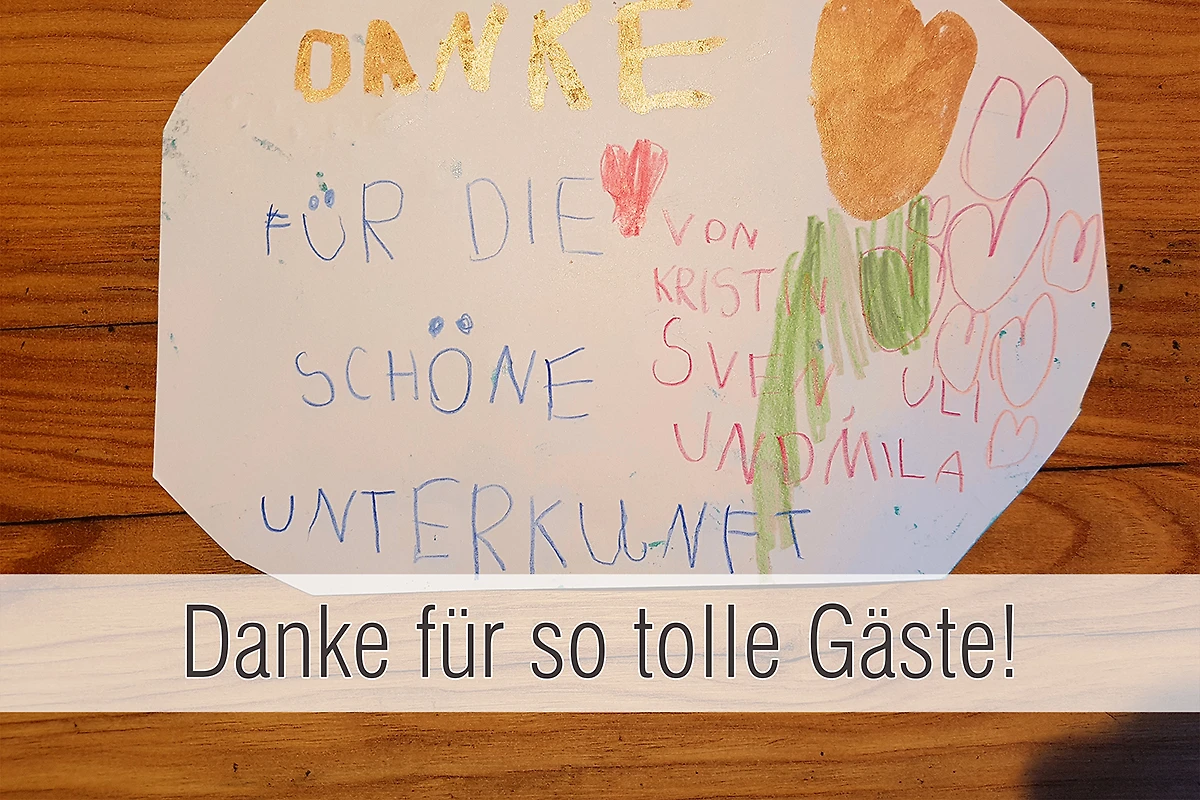 DANKE
FÜR DIE
SCHÖNE
UNTERKUNFT
VON
KRISTIN
SVEN ULI
UND MILA
Danke für so tolle Gäste!